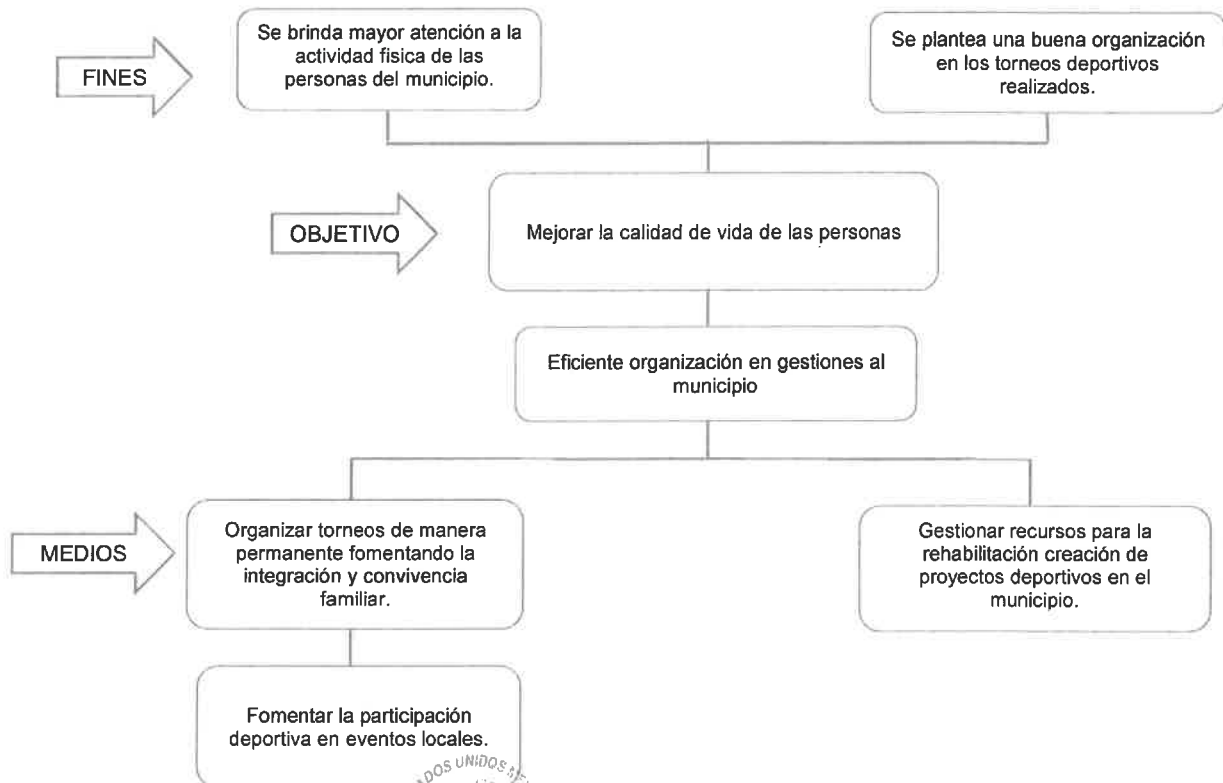 Se brinda mayor atención a la
actividad física de las
personas del municipio.
Se plantea una buena organización
en los torneos deportivos
realizados.
FINES
OBJETIVO
Mejorar la calidad de vida de las personas
Eficiente organización en gestiones al
municipio
MEDIOS
Organizar torneos de manera
permanente fomentando la
integración y convivencia
familiar.
Gestionar recursos para la
rehabilitación creación de
proyectos deportivos en el
municipio.
Fomentar la participación
deportiva en eventos locales.
UNIDOS